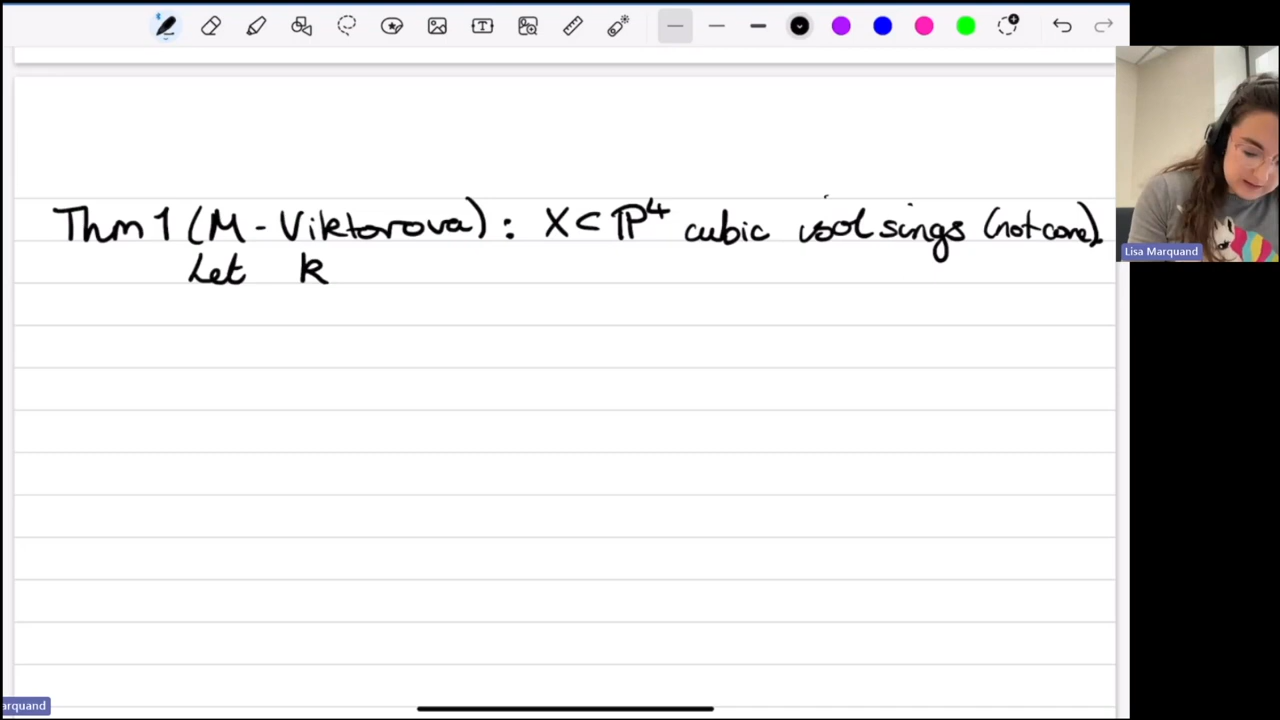 Thm 1 (M - Viktorova) : X ⊂ ℙ⁴ cubic isol sings (not cone).
Let k
Lisa Marquand
arquand